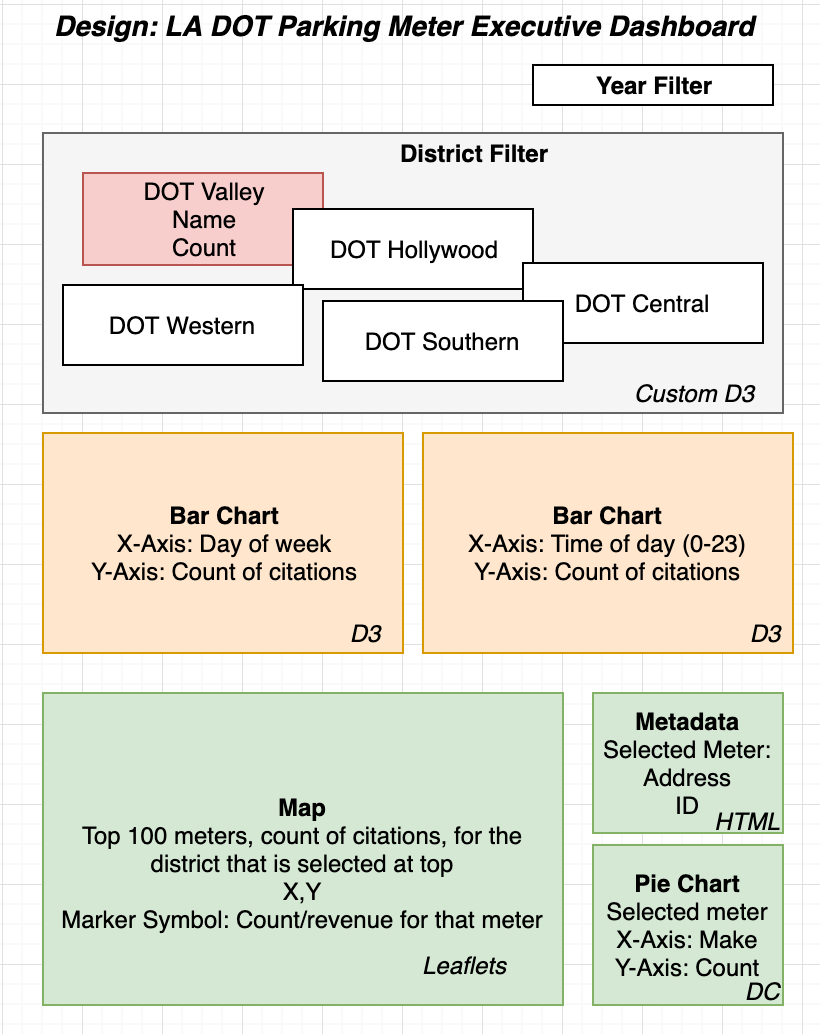 Design: LA DOT Parking Meter Executive Dashboard
Year Filter
District Filter
DOT Valley
Name
Count
DOT Hollywood
DOT Central
DOT Western
DOT Southern
Custom D3
Bar Chart
X-Axis: Day of week
Y-Axis: Count of citations
D3
Bar Chart
X-Axis: Time of day (0-23)
Y-Axis: Count of citations
D3
Map
Top 100 meters, count of citations, for the
district that is selected at top
X,Y
Marker Symbol: Count/revenue for that meter
Leaflets
Metadata
Selected Meter:
Address
ID
HTML
Pie Chart
Selected meter
X-Axis: Make
Y-Axis: Count
DC